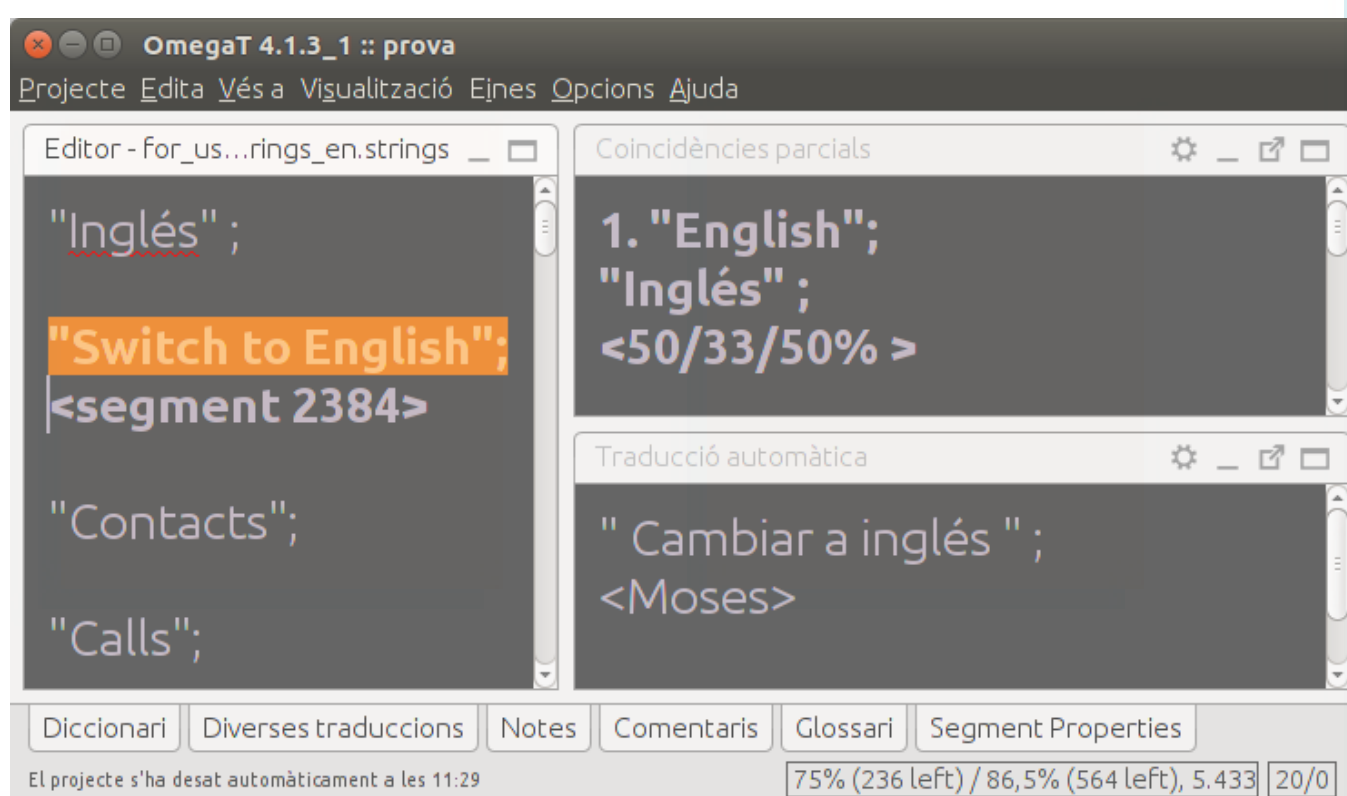 OmegaT 4.1.3_1 :: prova
Projecte Edita Vés a Visualització Eines Opcions Ajuda
Editor - for_us...rings_en.strings
"Inglés" ;
"Switch to English";
<segment 2384>
"Contacts";
"Calls";
Coincidències parcials
1. "English";
"Inglés" ;
<50/33/50% >
Traducció automàtica
" Cambiar a inglés " ;
<Moses>
Diccionari Diverses traduccions Notes Comentaris Glossari Segment Properties
El projecte s'ha desat automàticament a les 11:29 75% (236 left) / 86,5% (564 left), 5.433 20/0